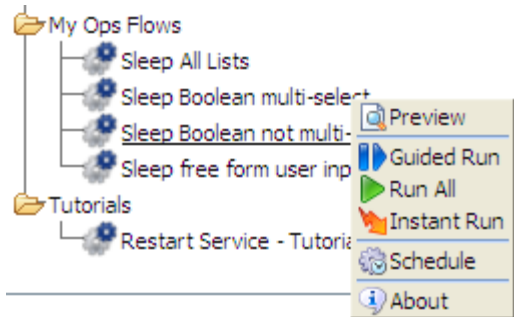 My Ops Flows
Sleep All Lists
Sleep Boolean multi-select
Preview
Sleep Boolean not multi-
Guided Run
Sleep free form user inp
Run All
Tutorials
Instant Run
Restart Service - Tutoria
Schedule
About